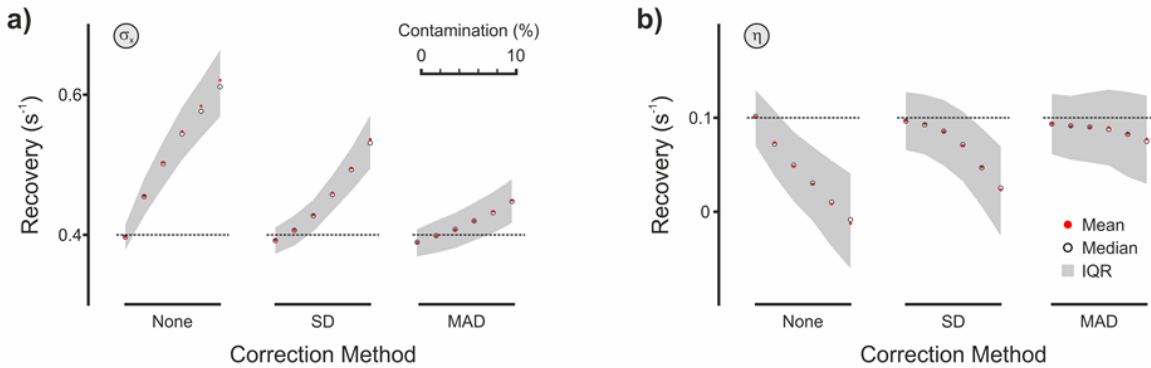 a)
σx
Contamination (%)
0 10
0.6
0.4
Recovery (s-1)
None SD MAD
Correction Method
b)
η
0.1
0
Recovery (s-1)
Mean
Median
IQR
None SD MAD
Correction Method